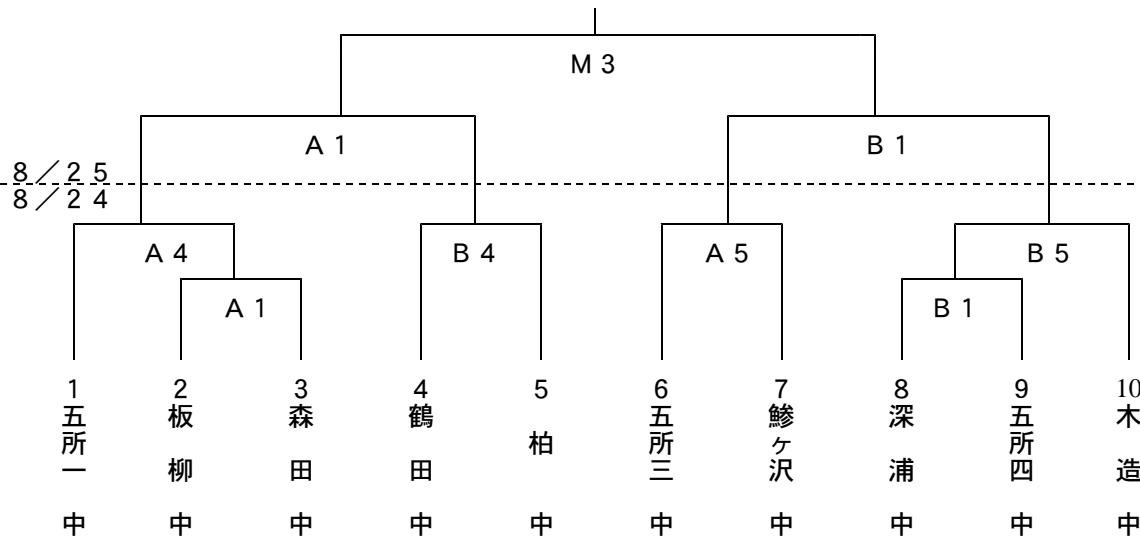 Ｍ３
Ａ１
Ｂ１
８／２５
８／２４
Ａ４
Ｂ４
Ａ５
Ｂ５
Ａ１
Ｂ１
1
五所一中
2
板柳中
3
森田中
4
鶴田中
5
柏中
6
五所三中
7
鰺ヶ沢中
8
深浦中
9
五所四中
10
木造中